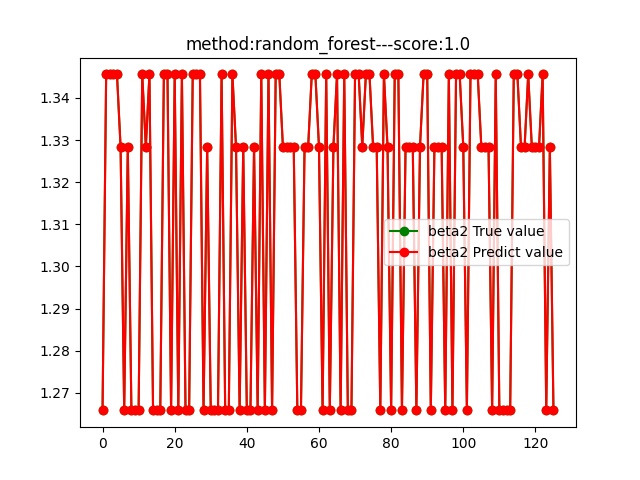 method:random_forest---score:1.0
1.34
1.33
1.32
1.31
1.30
1.29
1.28
1.27
beta2 True value
beta2 Predict value
0 20 40 60 80 100 120